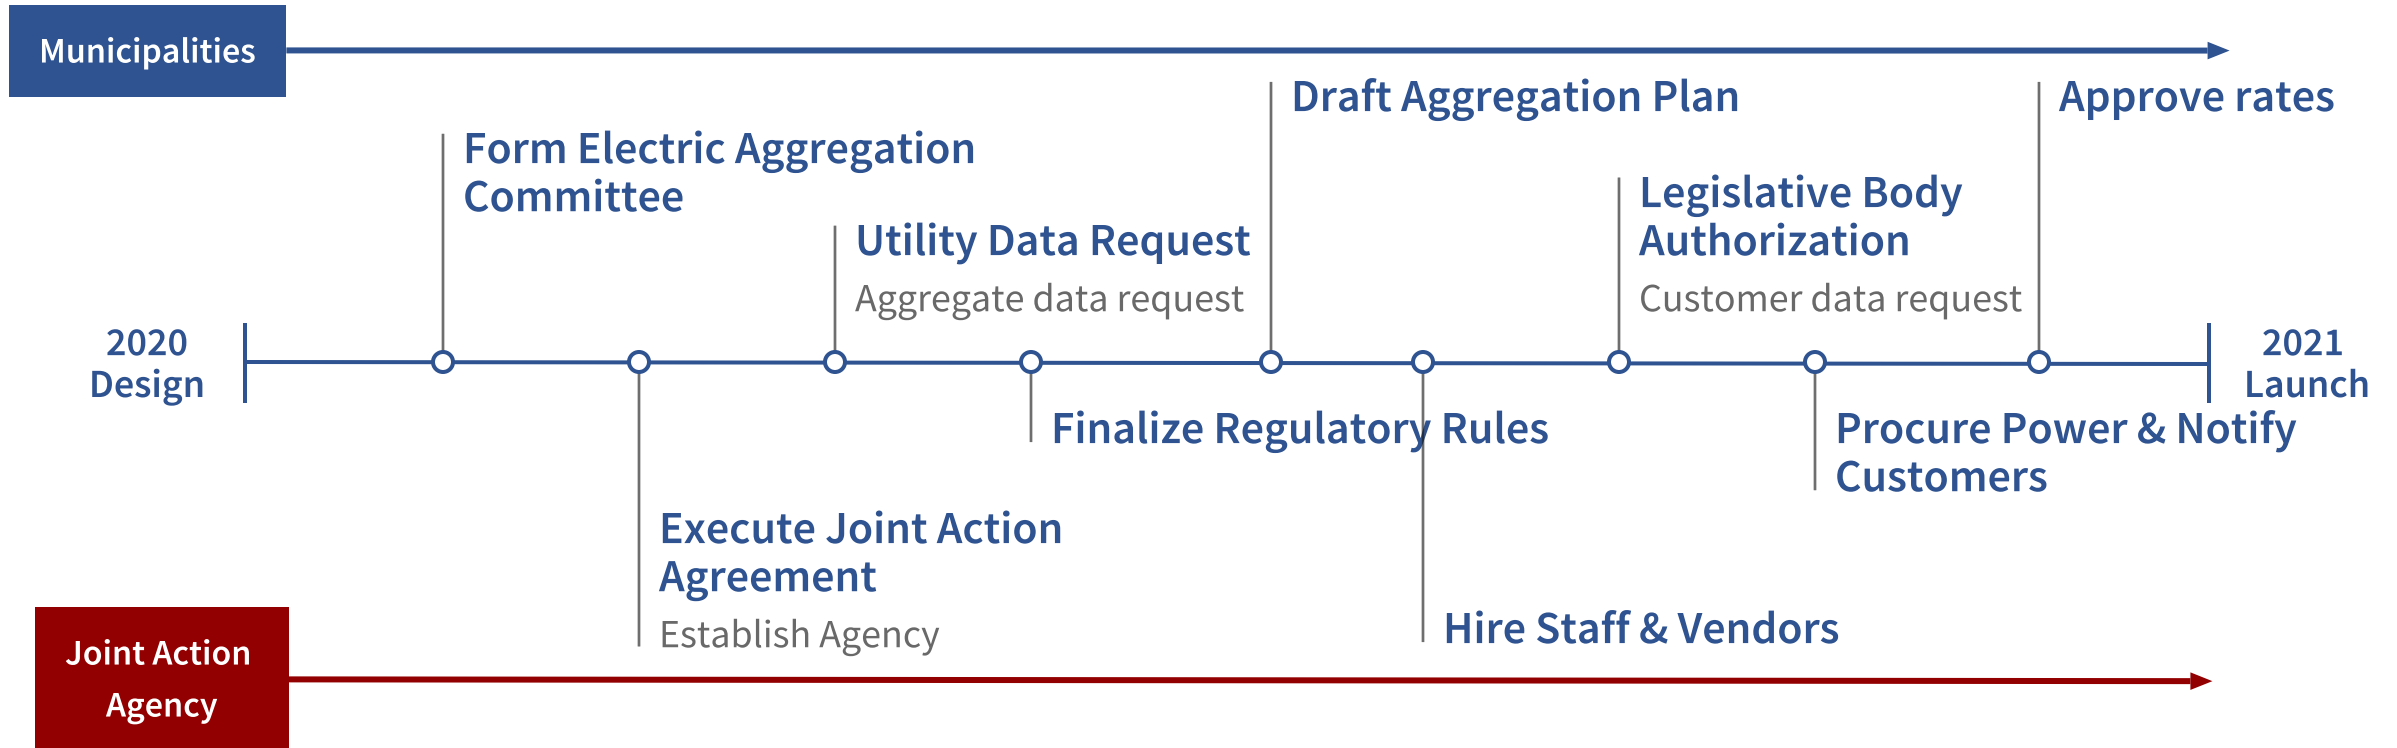 Municipalities
Draft Aggregation Plan
Approve rates
Form Electric Aggregation
Committee
Legislative Body
Authorization
Customer data request
Utility Data Request
Aggregate data request
2020
Design
2021
Launch
Finalize Regulatory Rules
Procure Power & Notify
Customers
Execute Joint Action
Agreement
Establish Agency
Hire Staff & Vendors
Joint Action
Agency